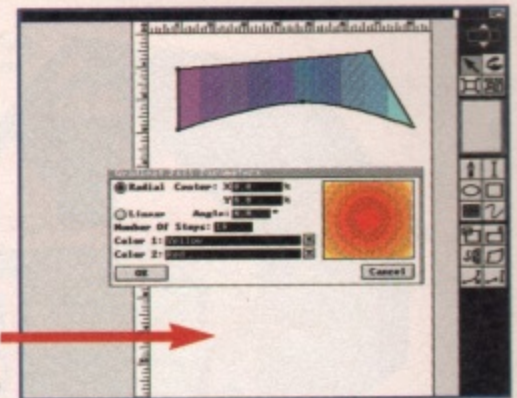 Gradient Fill Parameters
Radial Center: X %
Y %
Linear Angle: °
Number Of Steps:
Color 1: Yellow
Color 2: Red
OK Cancel